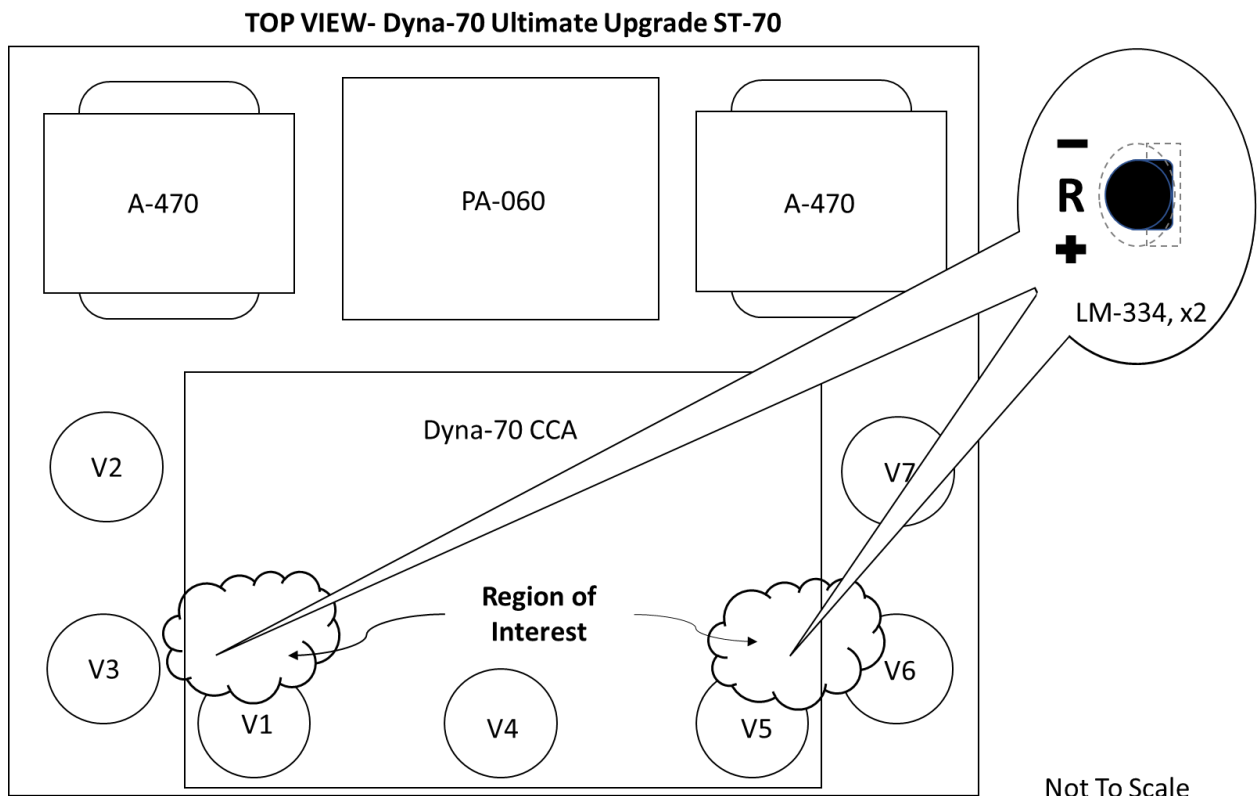 TOP VIEW- Dyna-70 Ultimate Upgrade ST-70
A-470
PA-060
A-470
–
R
+
LM-334, x2
Dyna-70 CCA
V2
V7
Region of
Interest
V3
V6
V1
V4
V5
Not To Scale